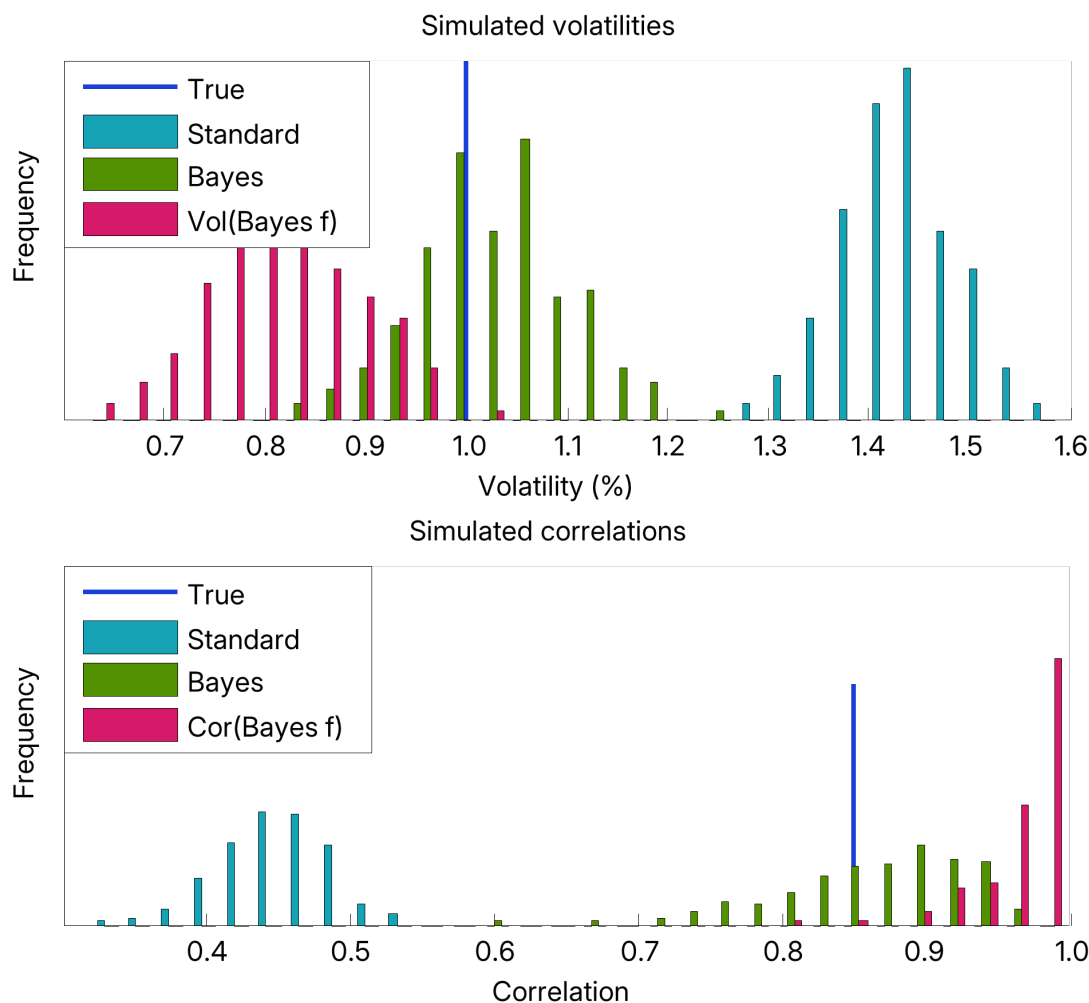 Simulated volatilities
True
Standard
Bayes
Vol(Bayes f)
Frequency
0.7 0.8 0.9 1.0 1.1 1.2 1.3 1.4 1.5 1.6
Volatility (%)
Simulated correlations
True
Standard
Bayes
Cor(Bayes f)
Frequency
0.4 0.5 0.6 0.7 0.8 0.9 1.0
Correlation